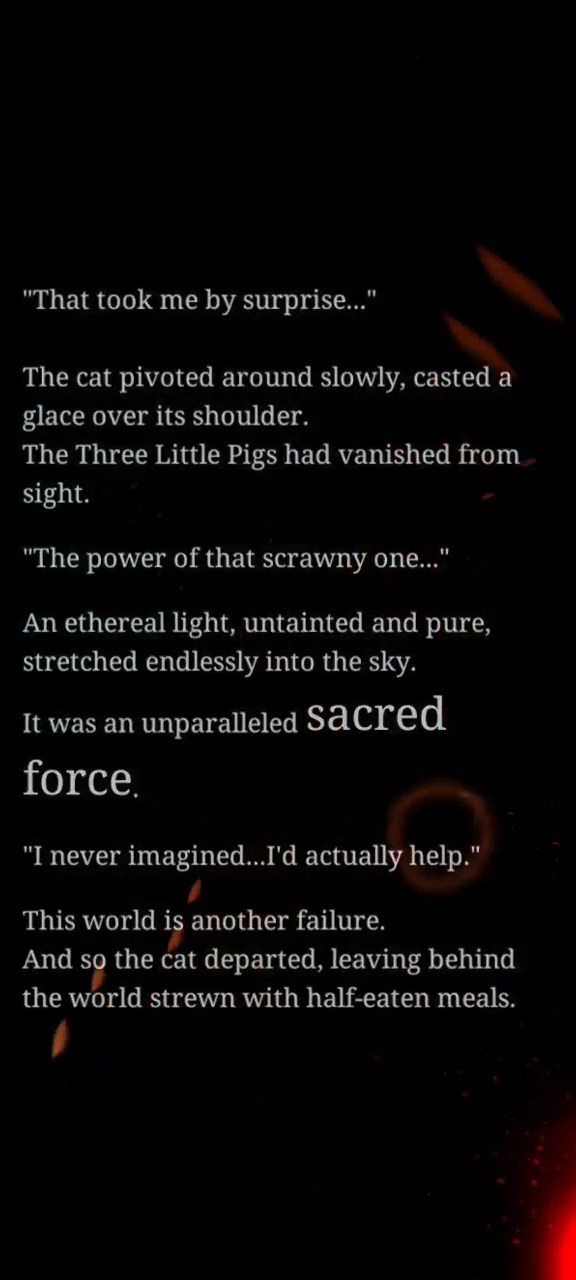 "That took me by surprise..."
The cat pivoted around slowly, casted a
glace over its shoulder.
The Three Little Pigs had vanished from
sight.
"The power of that scrawny one..."
An ethereal light, untainted and pure,
stretched endlessly into the sky.
It was an unparalleled sacred
force.
"I never imagined...I'd actually help."
This world is another failure.
And so the cat departed, leaving behind
the world strewn with half-eaten meals.